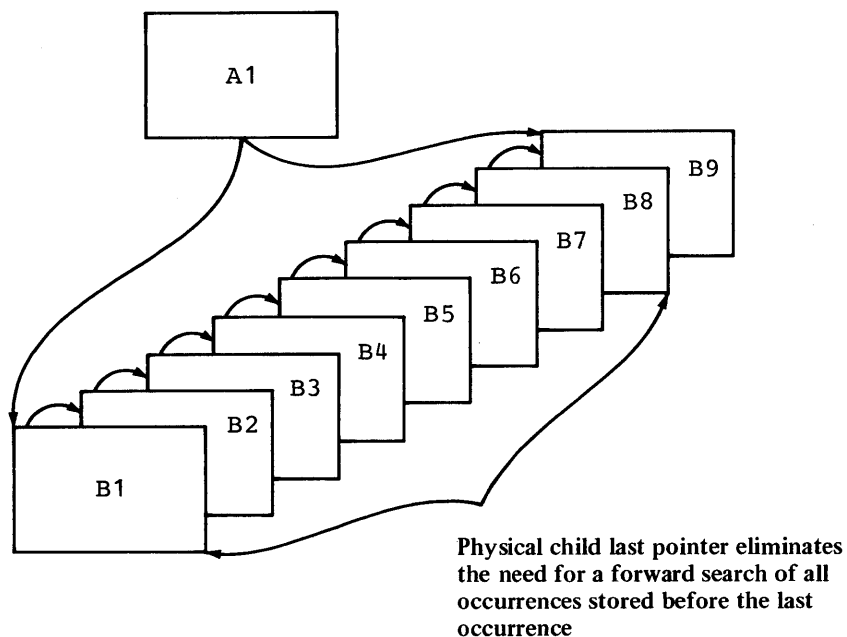 A1
B9
B8
B7
B6
B5
B4
B3
B2
B1
Physical child last pointer eliminates
the need for a forward search of all
occurrences stored before the last
occurrence